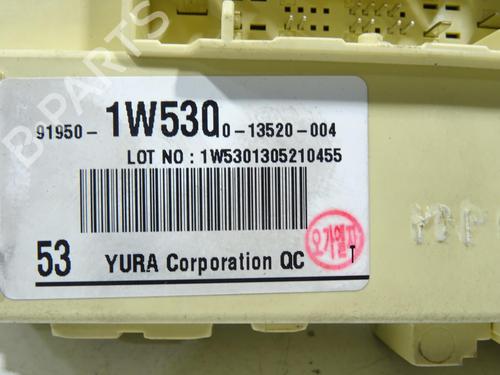 B-PARTS
91950- 1W530 0-13520-004
LOT NO : 1W5301305210455
53 YURA Corporation QC T